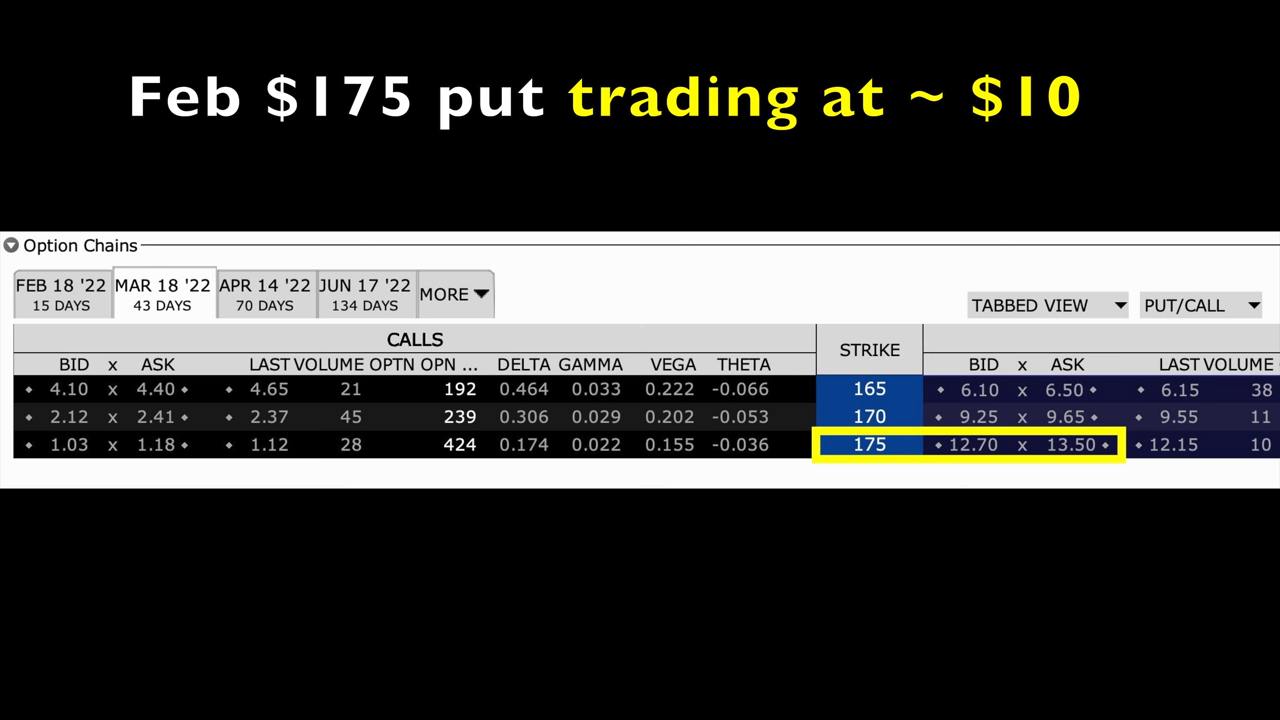 Feb $175 put trading at ~ $10
Option Chains
FEB 18 '22 MAR 18 '22 APR 14 '22 JUN 17 '22 MORE
15 DAYS 43 DAYS 70 DAYS 134 DAYS
TABBED VIEW PUT/CALL
CALLS STRIKE
BID x ASK LAST VOLUME OPTN OPN ... DELTA GAMMA VEGA THETA BID x ASK LAST VOLUME
4.10 x 4.40 4.65 21 192 0.464 0.033 0.222 -0.066 165 6.10 x 6.50 6.15 38
2.12 x 2.41 2.37 45 239 0.306 0.029 0.202 -0.053 170 9.25 x 9.65 9.55 11
1.03 x 1.18 1.12 28 424 0.174 0.022 0.155 -0.036 175 12.70 x 13.50 12.15 10